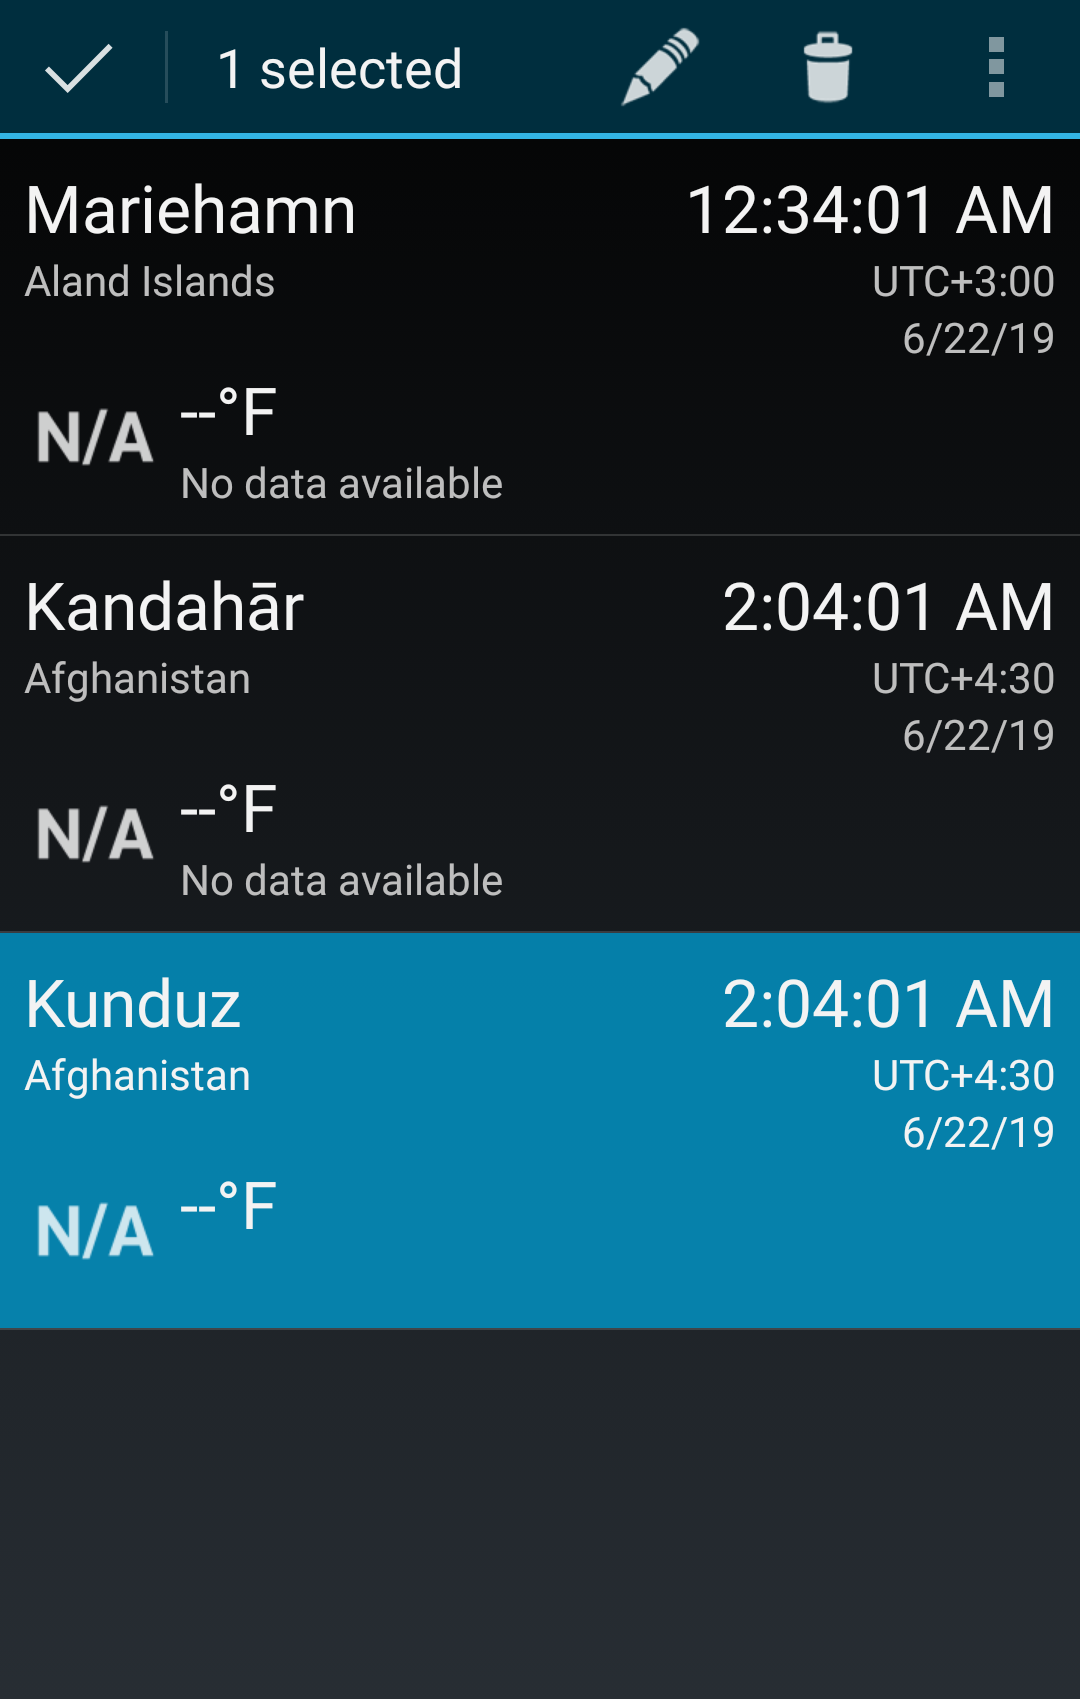 1 selected
Mariehamn 12:34:01 AM
Aland Islands UTC+3:00
6/22/19
--°F
N/A
No data available
Kandahār 2:04:01 AM
Afghanistan UTC+4:30
6/22/19
--°F
N/A
No data available
Kunduz 2:04:01 AM
Afghanistan UTC+4:30
6/22/19
--°F
N/A